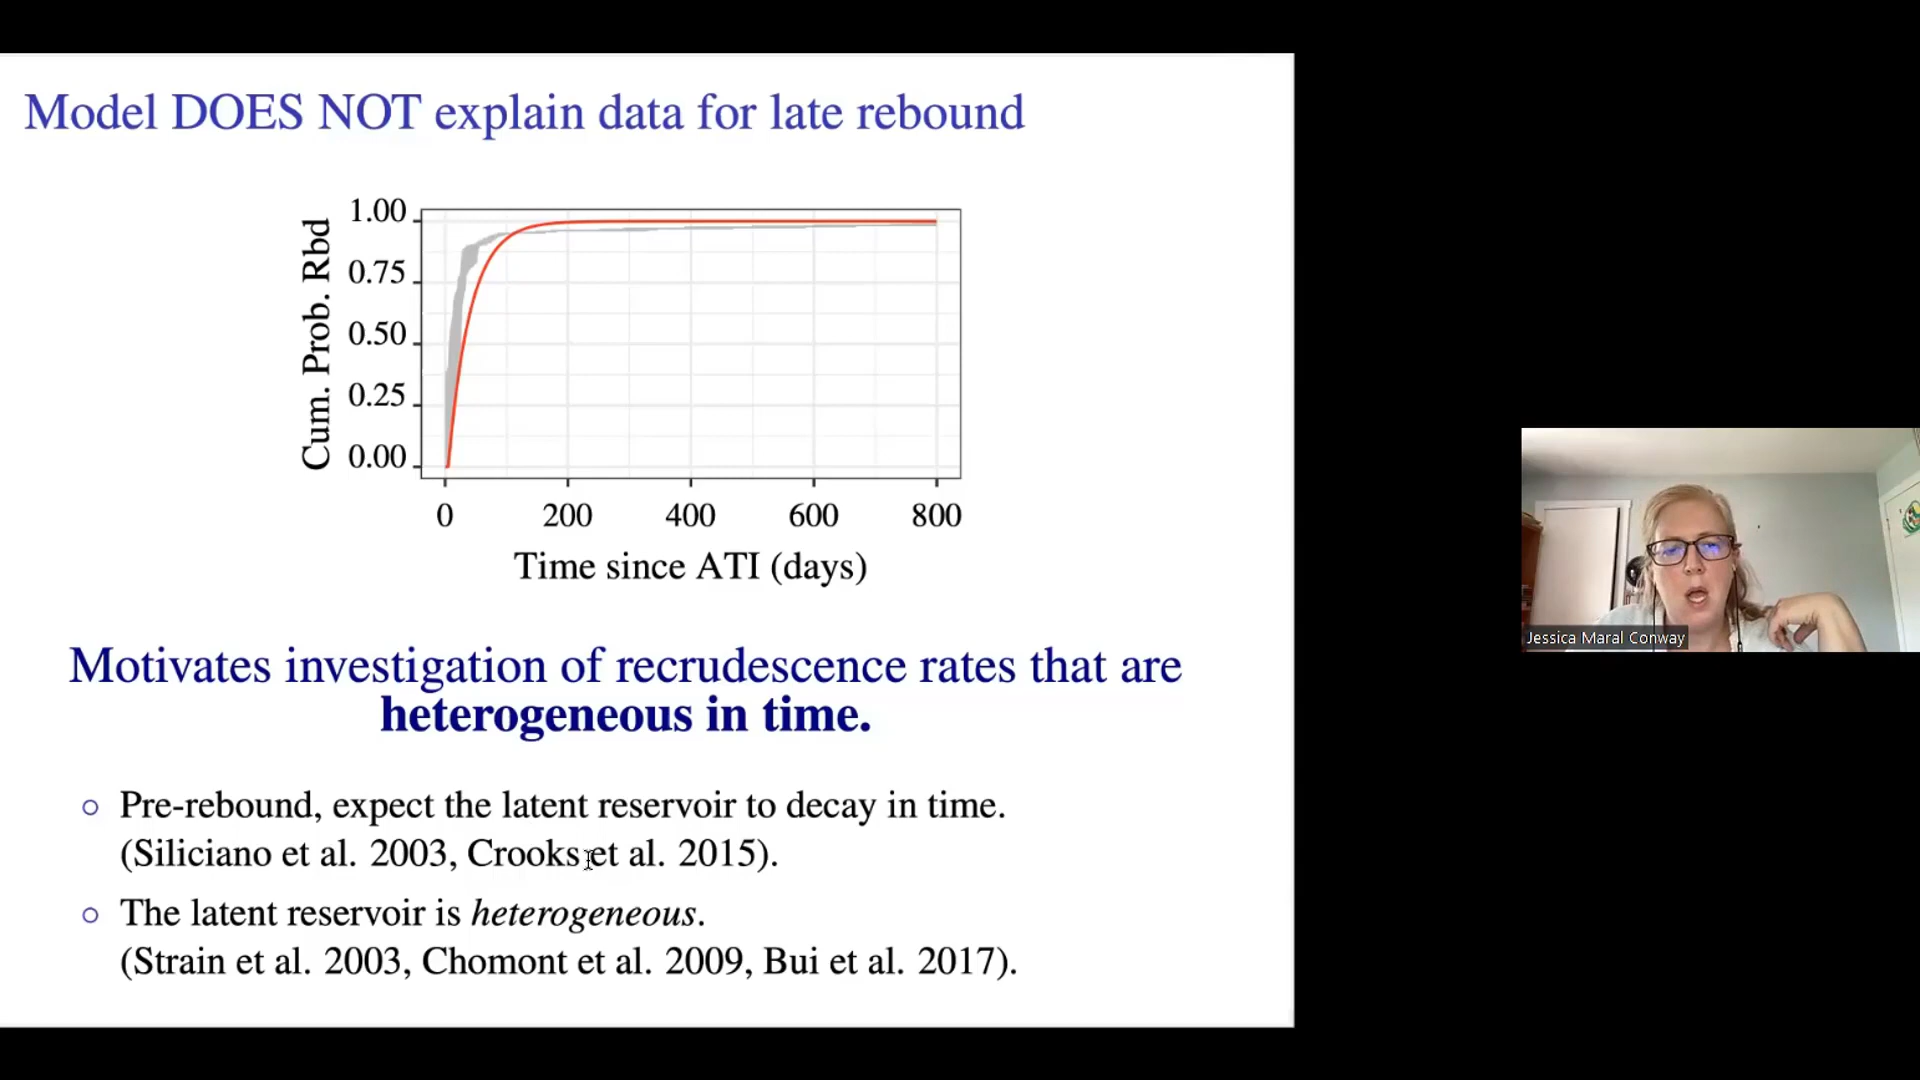 Model DOES NOT explain data for late rebound
Cum. Prob. Rbd
1.00
0.75
0.50
0.25
0.00
0 200 400 600 800
Time since ATI (days)
Motivates investigation of recrudescence rates that are
heterogeneous in time.
Pre-rebound, expect the latent reservoir to decay in time.
(Siliciano et al. 2003, Crooks et al. 2015).
The latent reservoir is heterogeneous.
(Strain et al. 2003, Chomont et al. 2009, Bui et al. 2017).
Jessica Maral Conway